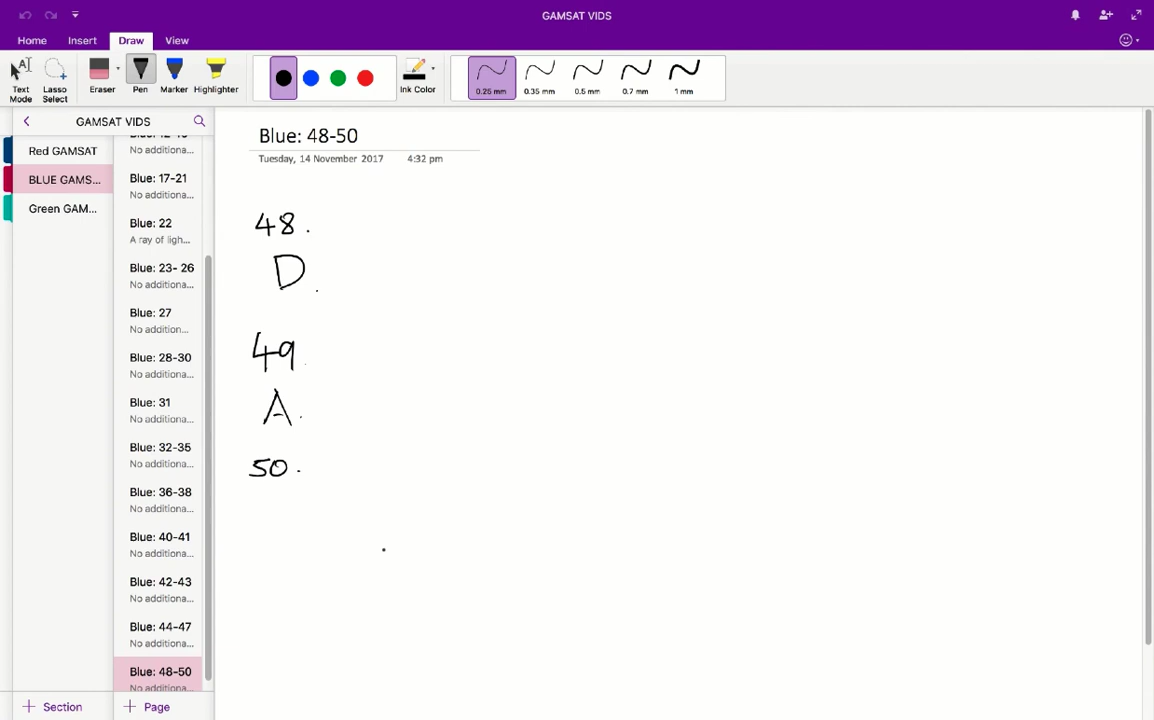 GAMSAT VIDS
Home Insert Draw View
Text Mode
Lasso Select
Eraser
Pen
Marker
Highlighter
Ink Color
0.25 mm
0.35 mm
0.5 mm
0.7 mm
1 mm
GAMSAT VIDS
Red GAMSAT
BLUE GAMS...
Green GAM...
No additiona...
Blue: 17-21
No additiona...
Blue: 22
A ray of ligh...
Blue: 23- 26
No additiona...
Blue: 27
No addition...
Blue: 28-30
No additiona...
Blue: 31
No additiona...
Blue: 32-35
No additiona...
Blue: 36-38
No additiona...
Blue: 40-41
No additiona...
Blue: 42-43
No additiona...
Blue: 44-47
No additiona...
Blue: 48-50
No additiona...
+ Section
+ Page
Blue: 48-50
Tuesday, 14 November 2017 4:32 pm
48.
D.
49.
A.
50.